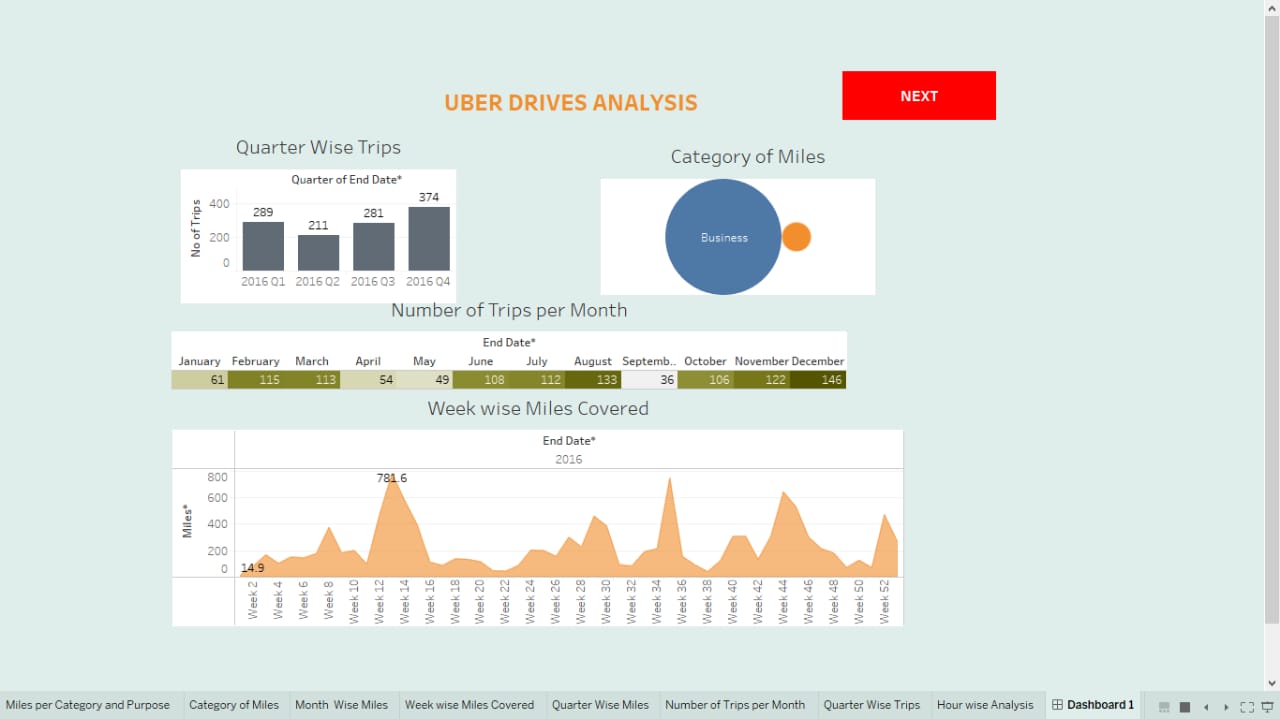 UBER DRIVES ANALYSIS
NEXT
Quarter Wise Trips
Quarter of End Date*
No of Trips
400
200
0
289
211
281
374
2016 Q1 2016 Q2 2016 Q3 2016 Q4
Category of Miles
Business
Number of Trips per Month
End Date*
January February March April May June July August Septemb.. October November December
61 115 113 54 49 108 112 133 36 106 122 146
Week wise Miles Covered
End Date*
2016
Miles*
800
600
400
200
0
781.6
14.9
Week 2 Week 4 Week 6 Week 8 Week 10 Week 12 Week 14 Week 16 Week 18 Week 20 Week 22 Week 24 Week 26 Week 28 Week 30 Week 32 Week 34 Week 36 Week 38 Week 40 Week 42 Week 44 Week 46 Week 48 Week 50 Week 52
Miles per Category and Purpose Category of Miles Month Wise Miles Week wise Miles Covered Quarter Wise Miles Number of Trips per Month Quarter Wise Trips Hour wise Analysis Dashboard 1